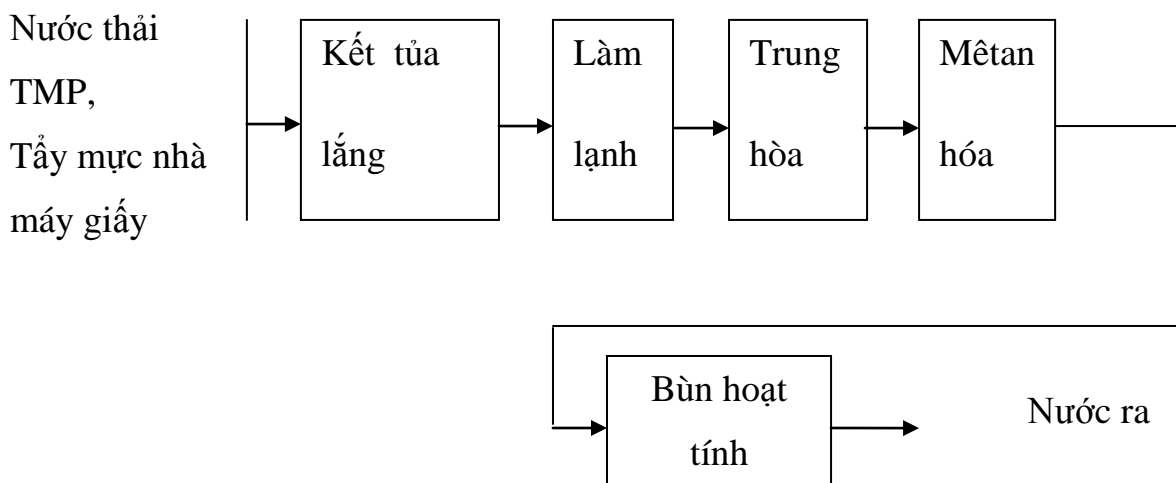 Nước thải
TMP,
Tẩy mực nhà
máy giấy
Kết tủa
lắng
Làm
lạnh
Trung
hòa
Mêtan
hóa
Bùn hoạt
tính
Nước ra